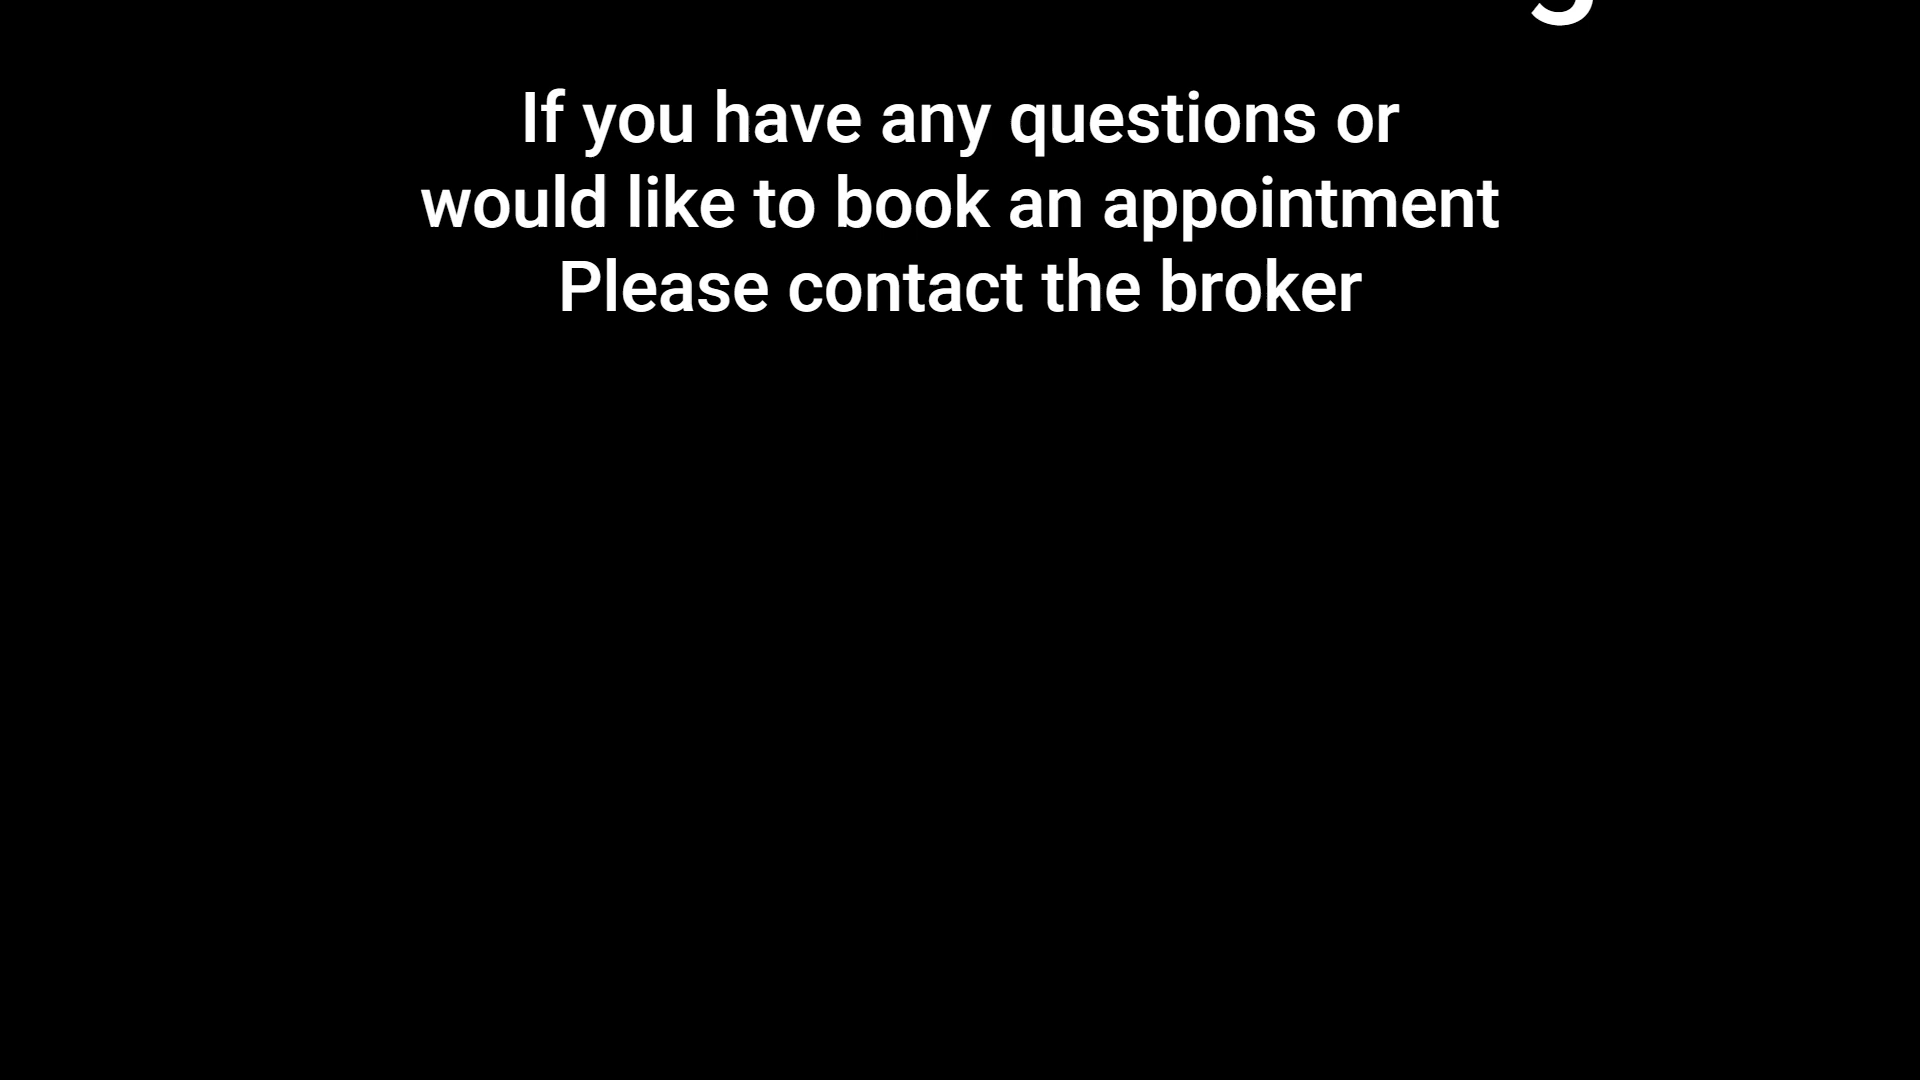 If you have any questions or
would like to book an appointment
Please contact the broker